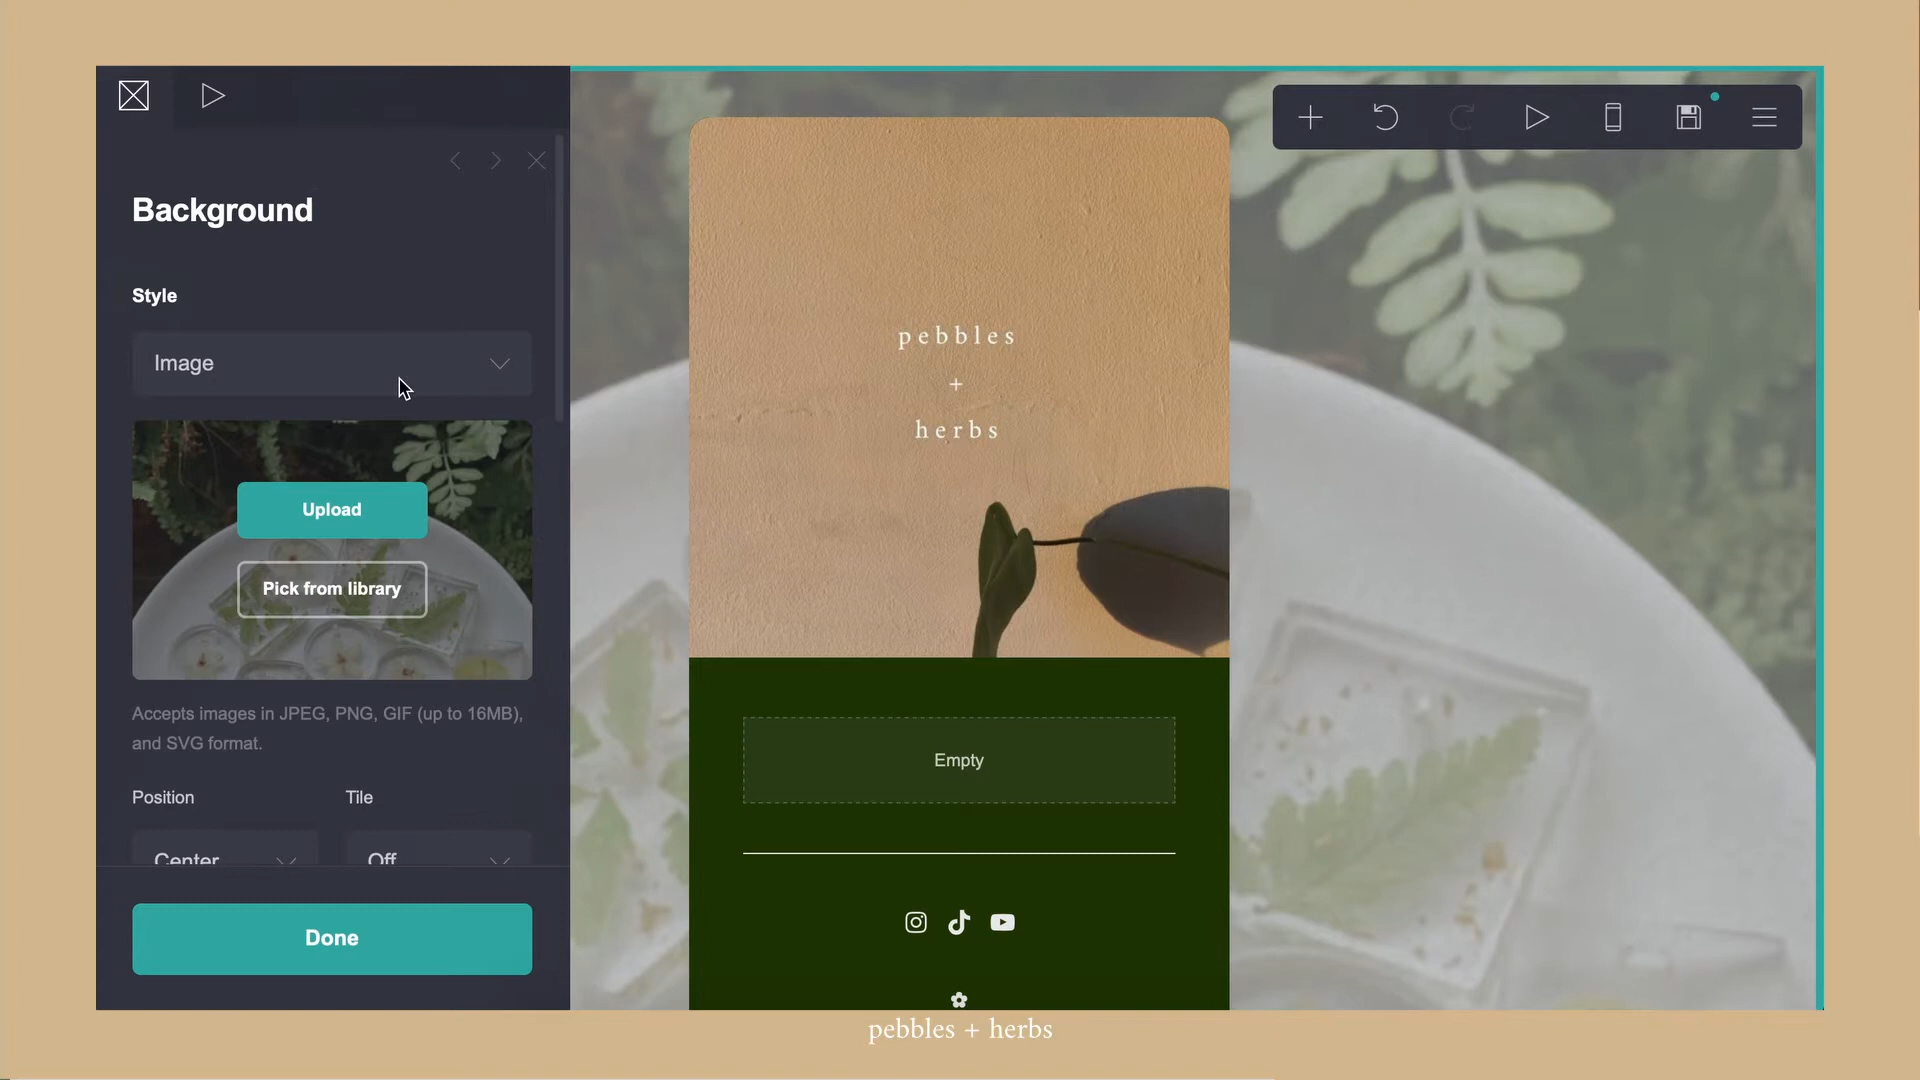 Background
Style
Image
Upload
Pick from library
Accepts images in JPEG, PNG, GIF (up to 16MB),
and SVG format.
Position
Tile
Center
Off
Done
pebbles
+
herbs
Empty
pebbles + herbs